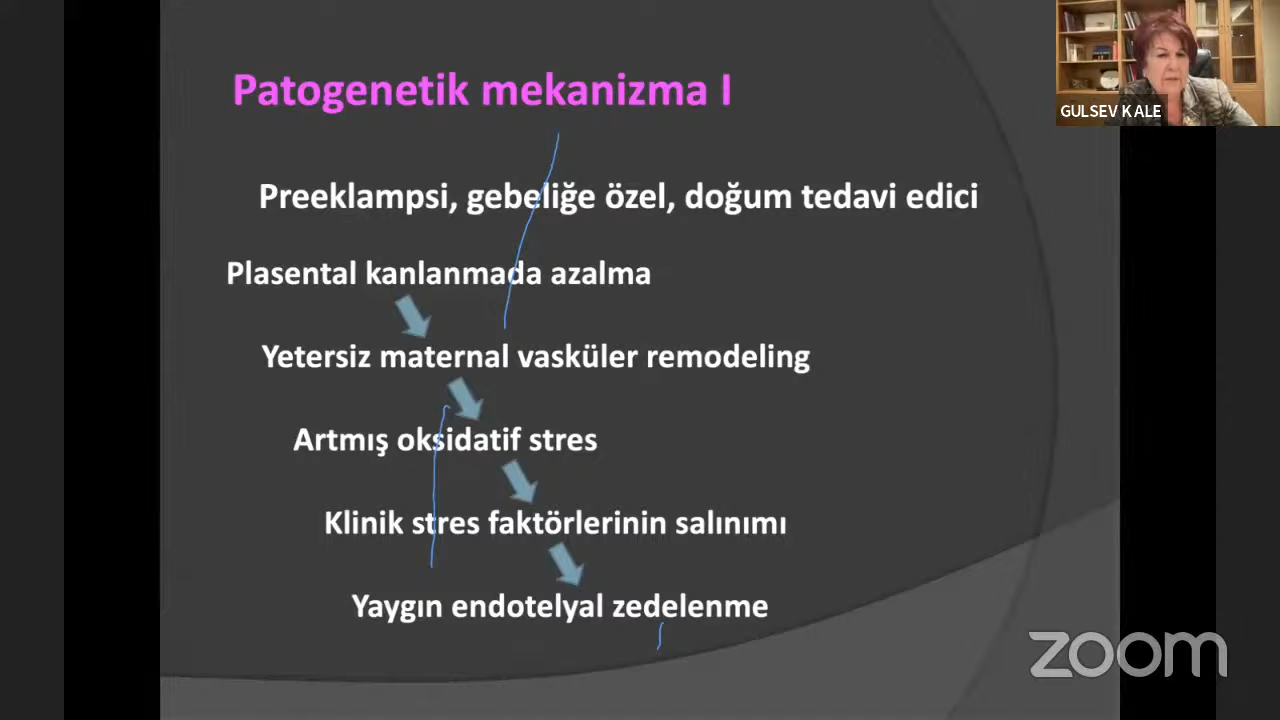 Patogenetik mekanizma I
GULSEV KALE
Preeklampsi, gebeliğe özel, doğum tedavi edici
Plasental kanlanmada azalma
Yetersiz maternal vasküler remodeling
Artmış oksidatif stres
Klinik stres faktörlerinin salınımı
Yaygın endotelyal zedelenme
zoom